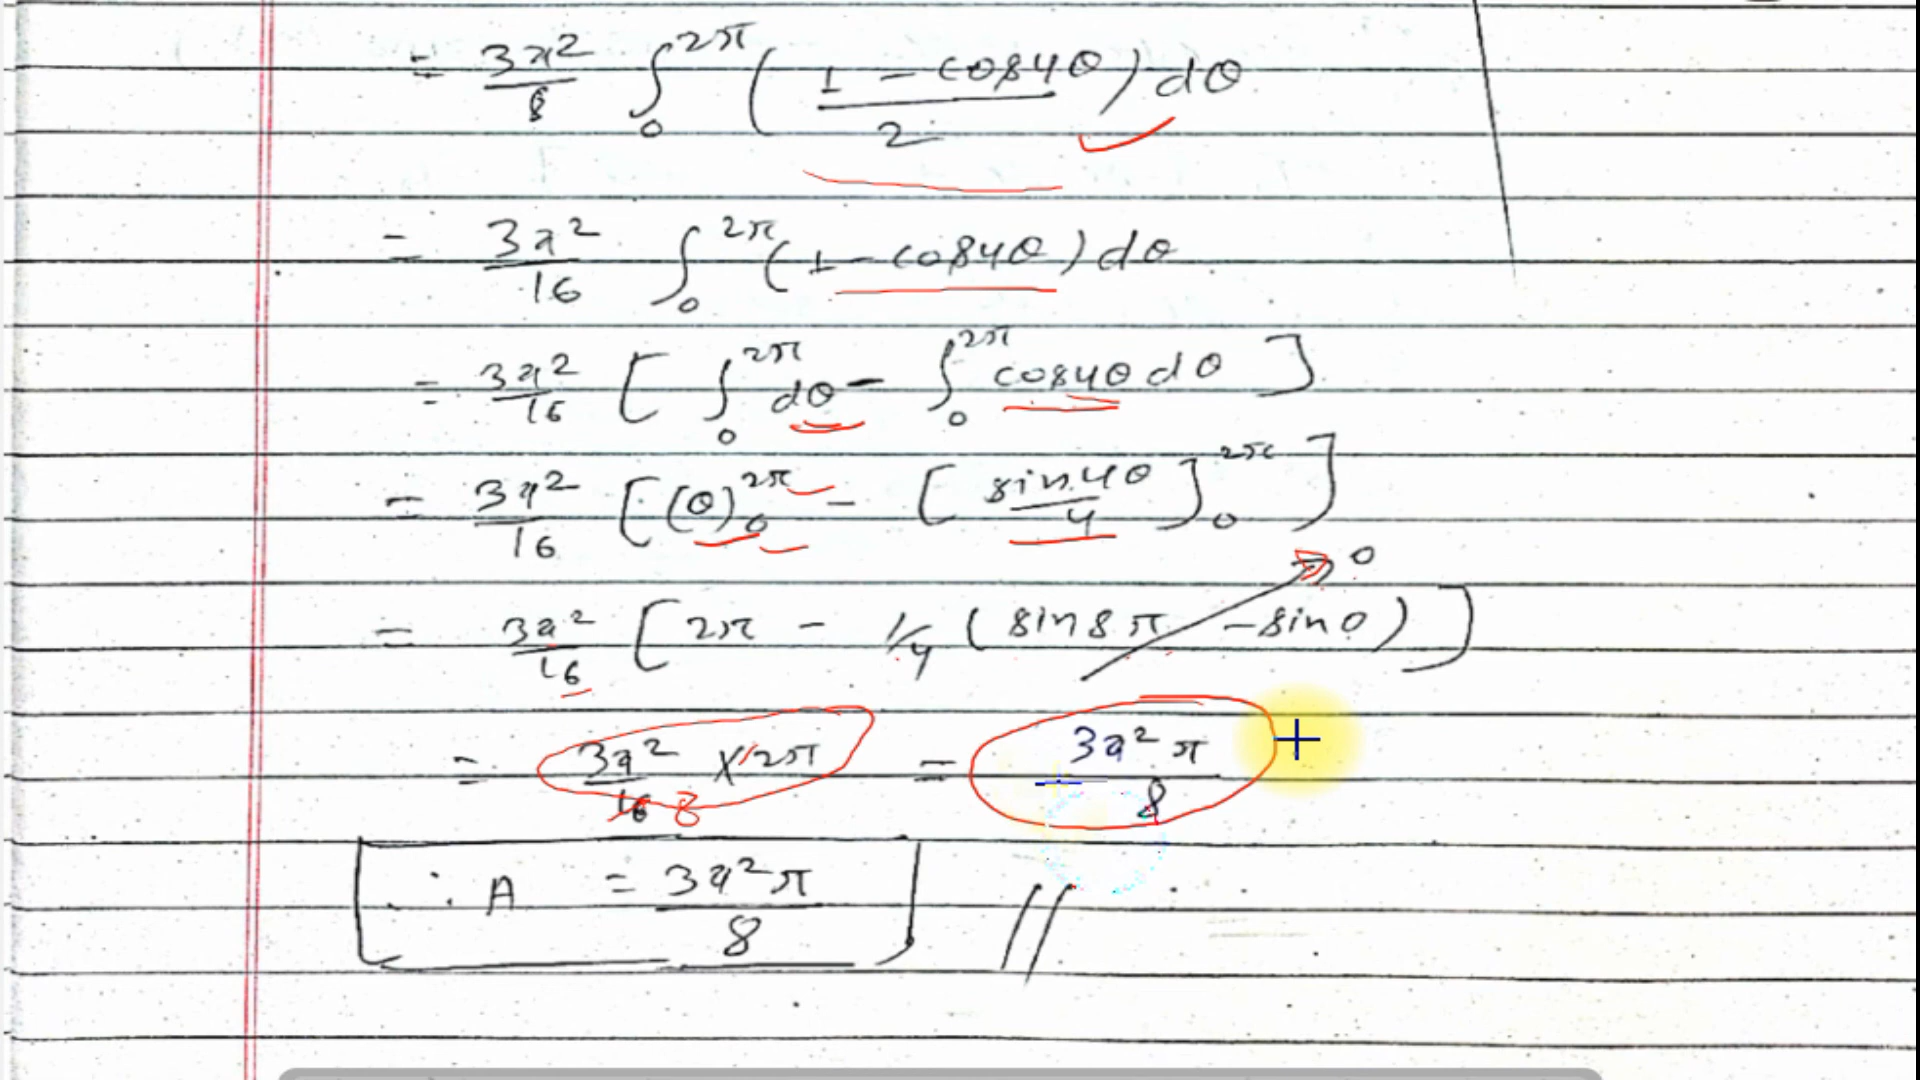 = 3a²/8 ∫₀^2π (1 - cos4θ / 2) dθ
= 3a²/16 ∫₀^2π (1 - cos4θ) dθ
= 3a²/16 [ ∫₀^2π dθ - ∫₀^2π cos4θ dθ ]
= 3a²/16 [ (θ)₀^2π - [ sin4θ/4 ]₀^2π ]
= 3a²/16 [ 2π - 1/4 ( sin8π - sin0 ) ] 0
= 3a²/16 8 × 2π = 3a²π/8
∴ A = 3a²π/8 //